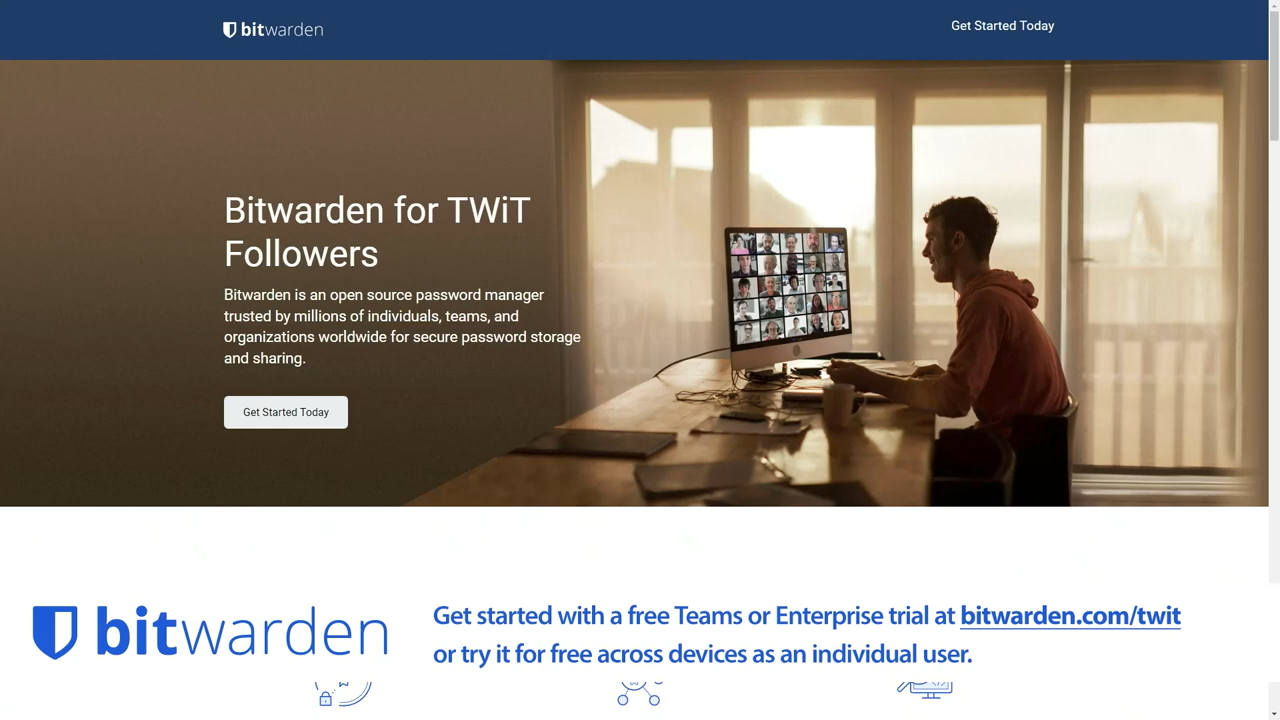 bitwarden
Get Started Today
Bitwarden for TWiT
Followers
Bitwarden is an open source password manager
trusted by millions of individuals, teams, and
organizations worldwide for secure password storage
and sharing.
Get Started Today
bitwarden
Get started with a free Teams or Enterprise trial at bitwarden.com/twit
or try it for free across devices as an individual user.